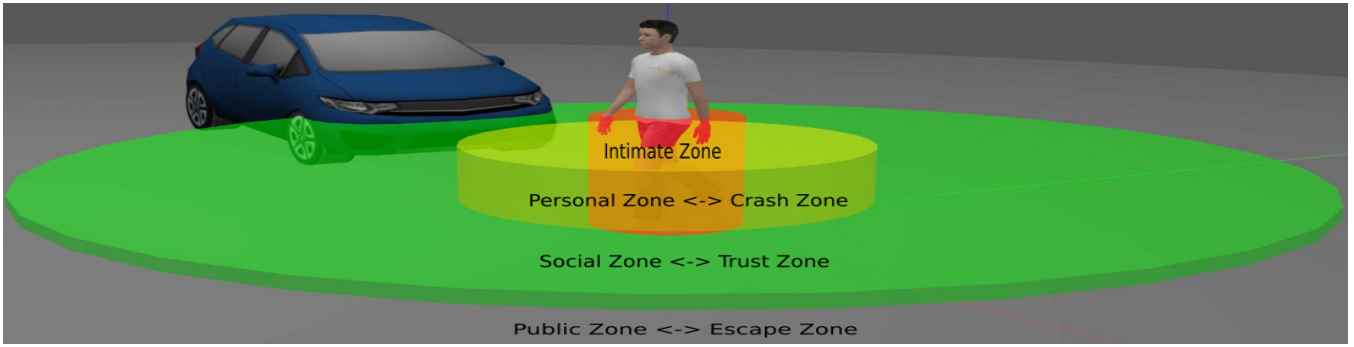 Intimate Zone
Personal Zone <-> Crash Zone
Social Zone <-> Trust Zone
Public Zone <-> Escape Zone